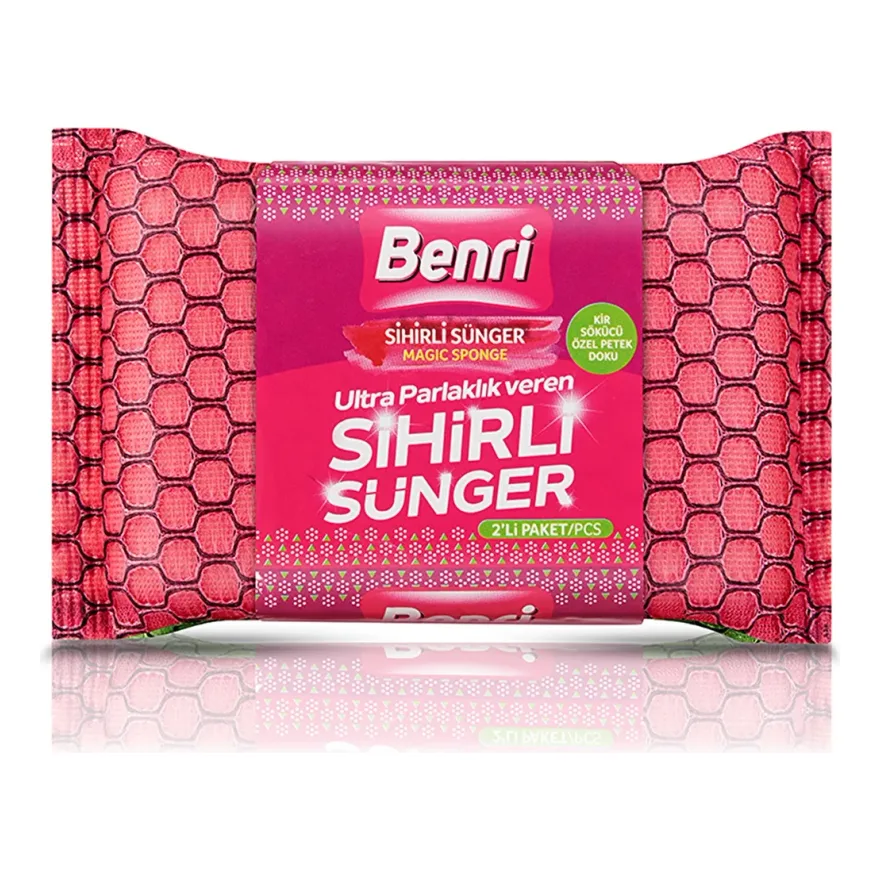 Benri
SİHİRLİ SÜNGER
MAGIC SPONGE
KİR
SÖKÜCÜ
ÖZEL PETEK
DOKU
Ultra Parlaklık veren
SİHİRLİ
SÜNGER
2'Lİ PAKET/PCS
Benri